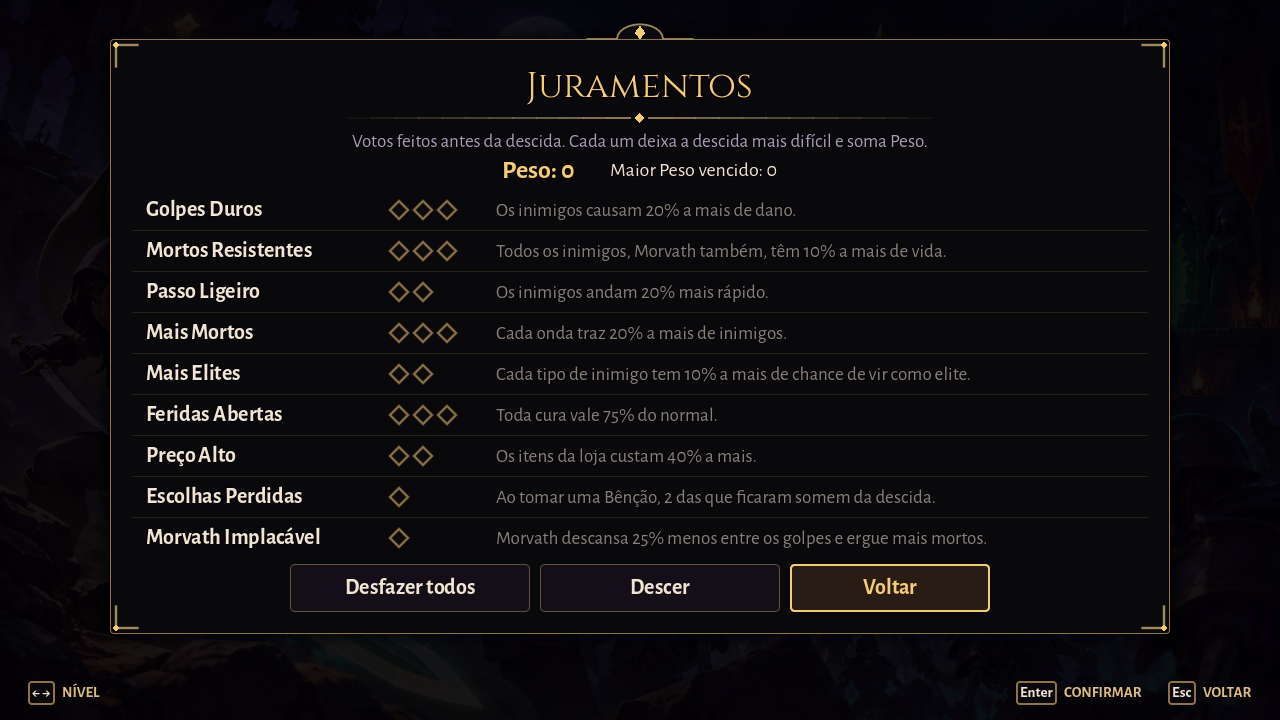 Juramentos
Votos feitos antes da descida. Cada um deixa a descida mais difícil e soma Peso.
Peso: 0 Maior Peso vencido: 0
Golpes Duros Os inimigos causam 20% a mais de dano.
Mortos Resistentes Todos os inimigos, Morvath também, têm 10% a mais de vida.
Passo Ligeiro Os inimigos andam 20% mais rápido.
Mais Mortos Cada onda traz 20% a mais de inimigos.
Mais Elites Cada tipo de inimigo tem 10% a mais de chance de vir como elite.
Feridas Abertas Toda cura vale 75% do normal.
Preço Alto Os itens da loja custam 40% a mais.
Escolhas Perdidas Ao tomar uma Bênção, 2 das que ficaram somem da descida.
Morvath Implacável Morvath descansa 25% menos entre os golpes e ergue mais mortos.
Desfazer todos Descer Voltar
←→ NÍVEL Enter CONFIRMAR Esc VOLTAR